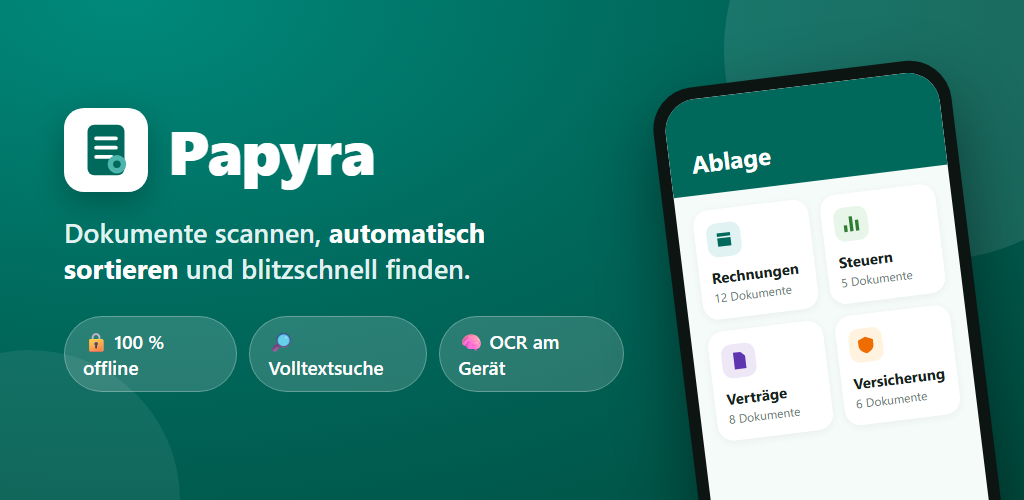 Papyra
Dokumente scannen, automatisch
sortieren und blitzschnell finden.
🔒 100 %
offline
🔎
Volltextsuche
🧠 OCR am
Gerät
Ablage
Rechnungen
12 Dokumente
Steuern
5 Dokumente
Verträge
8 Dokumente
Versicherung
6 Dokumente